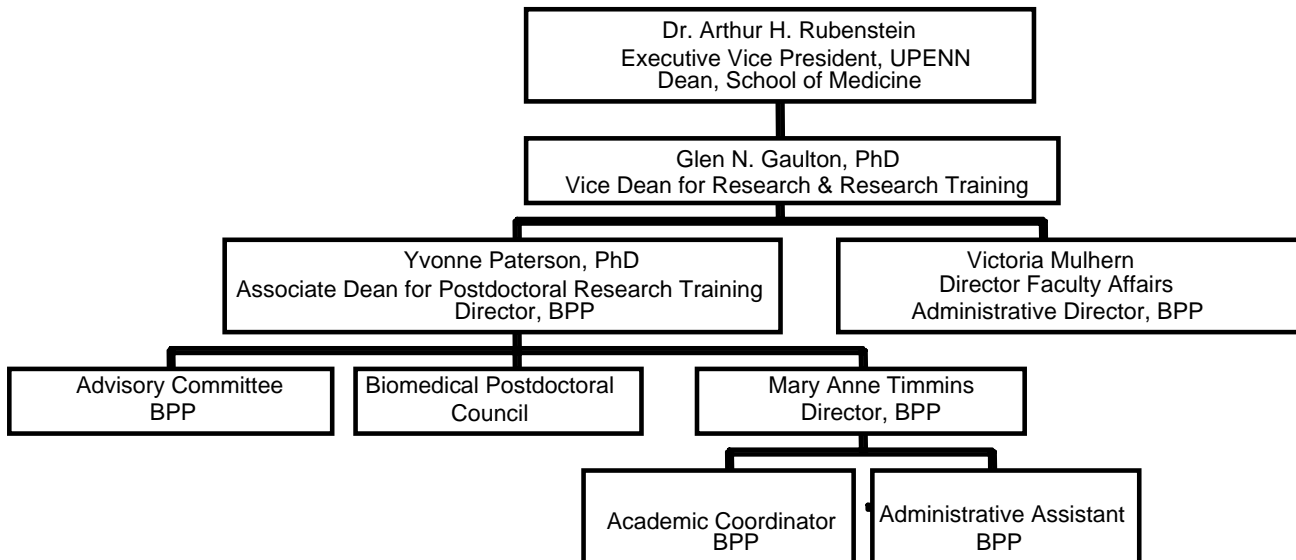 Dr. Arthur H. Rubenstein
Executive Vice President, UPENN
Dean, School of Medicine
Glen N. Gaulton, PhD
Vice Dean for Research & Research Training
Yvonne Paterson, PhD
Associate Dean for Postdoctoral Research Training
Director, BPP
Victoria Mulhern
Director Faculty Affairs
Administrative Director, BPP
Advisory Committee
BPP
Biomedical Postdoctoral
Council
Mary Anne Timmins
Director, BPP
Academic Coordinator
BPP
Administrative Assistant
BPP